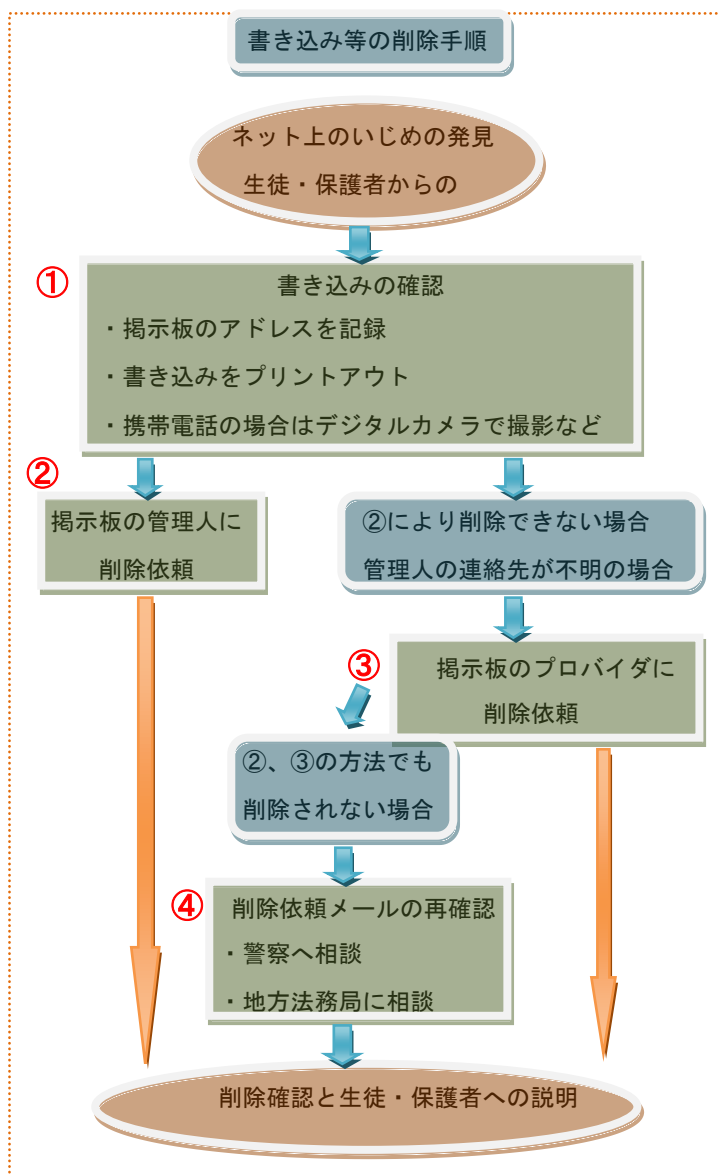 書き込み等の削除手順
ネット上のいじめの発見
生徒・保護者からの
①
書き込みの確認
・掲示板のアドレスを記録
・書き込みをプリントアウト
・携帯電話の場合はデジタルカメラで撮影など
②
掲示板の管理人に
削除依頼
②により削除できない場合
管理人の連絡先が不明の場合
③
掲示板のプロバイダに
削除依頼
②、③の方法でも
削除されない場合
④
削除依頼メールの再確認
・警察へ相談
・地方法務局に相談
削除確認と生徒・保護者への説明